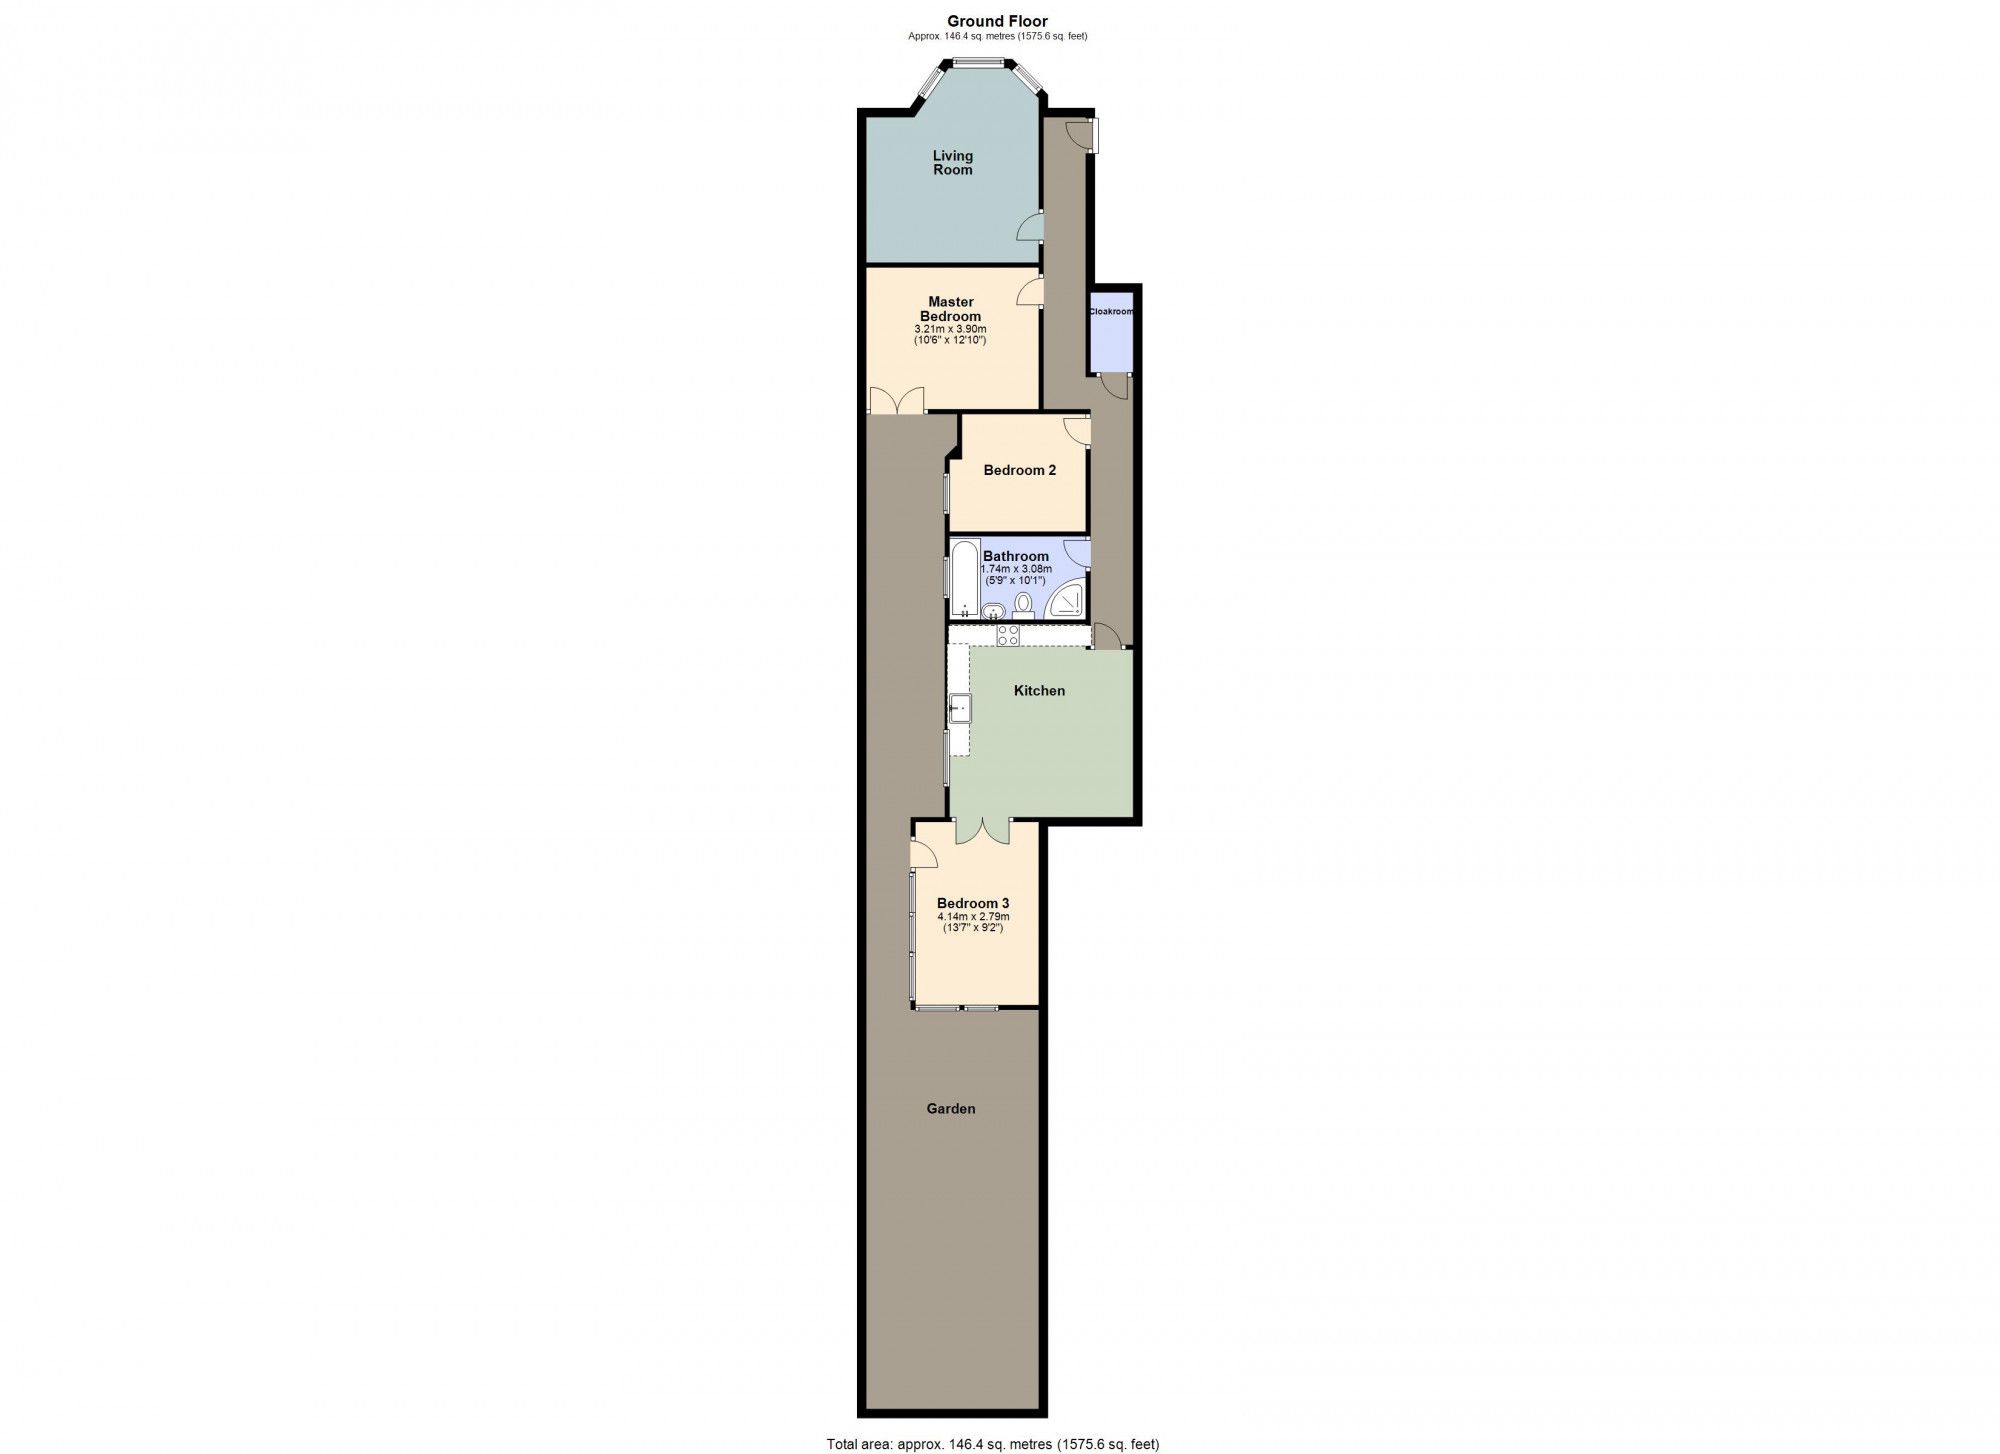 Ground Floor
Approx. 146.4 sq. metres (1575.6 sq. feet)
Living
Room
Master
Bedroom
3.21m x 3.90m
(10'6" x 12'10")
Cloakroom
Bedroom 2
Bathroom
1.74m x 3.08m
(5'9" x 10'1")
Kitchen
Bedroom 3
4.14m x 2.79m
(13'7" x 9'2")
Garden
Total area: approx. 146.4 sq. metres (1575.6 sq. feet)